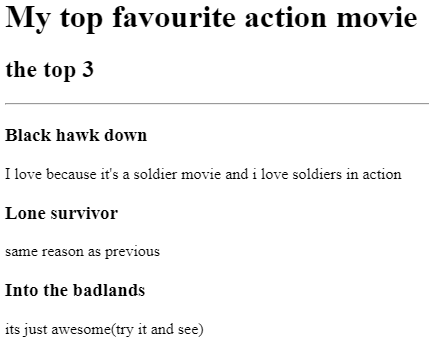 My top favourite action movie
the top 3
Black hawk down
I love because it's a soldier movie and i love soldiers in action
Lone survivor
same reason as previous
Into the badlands
its just awesome(try it and see)